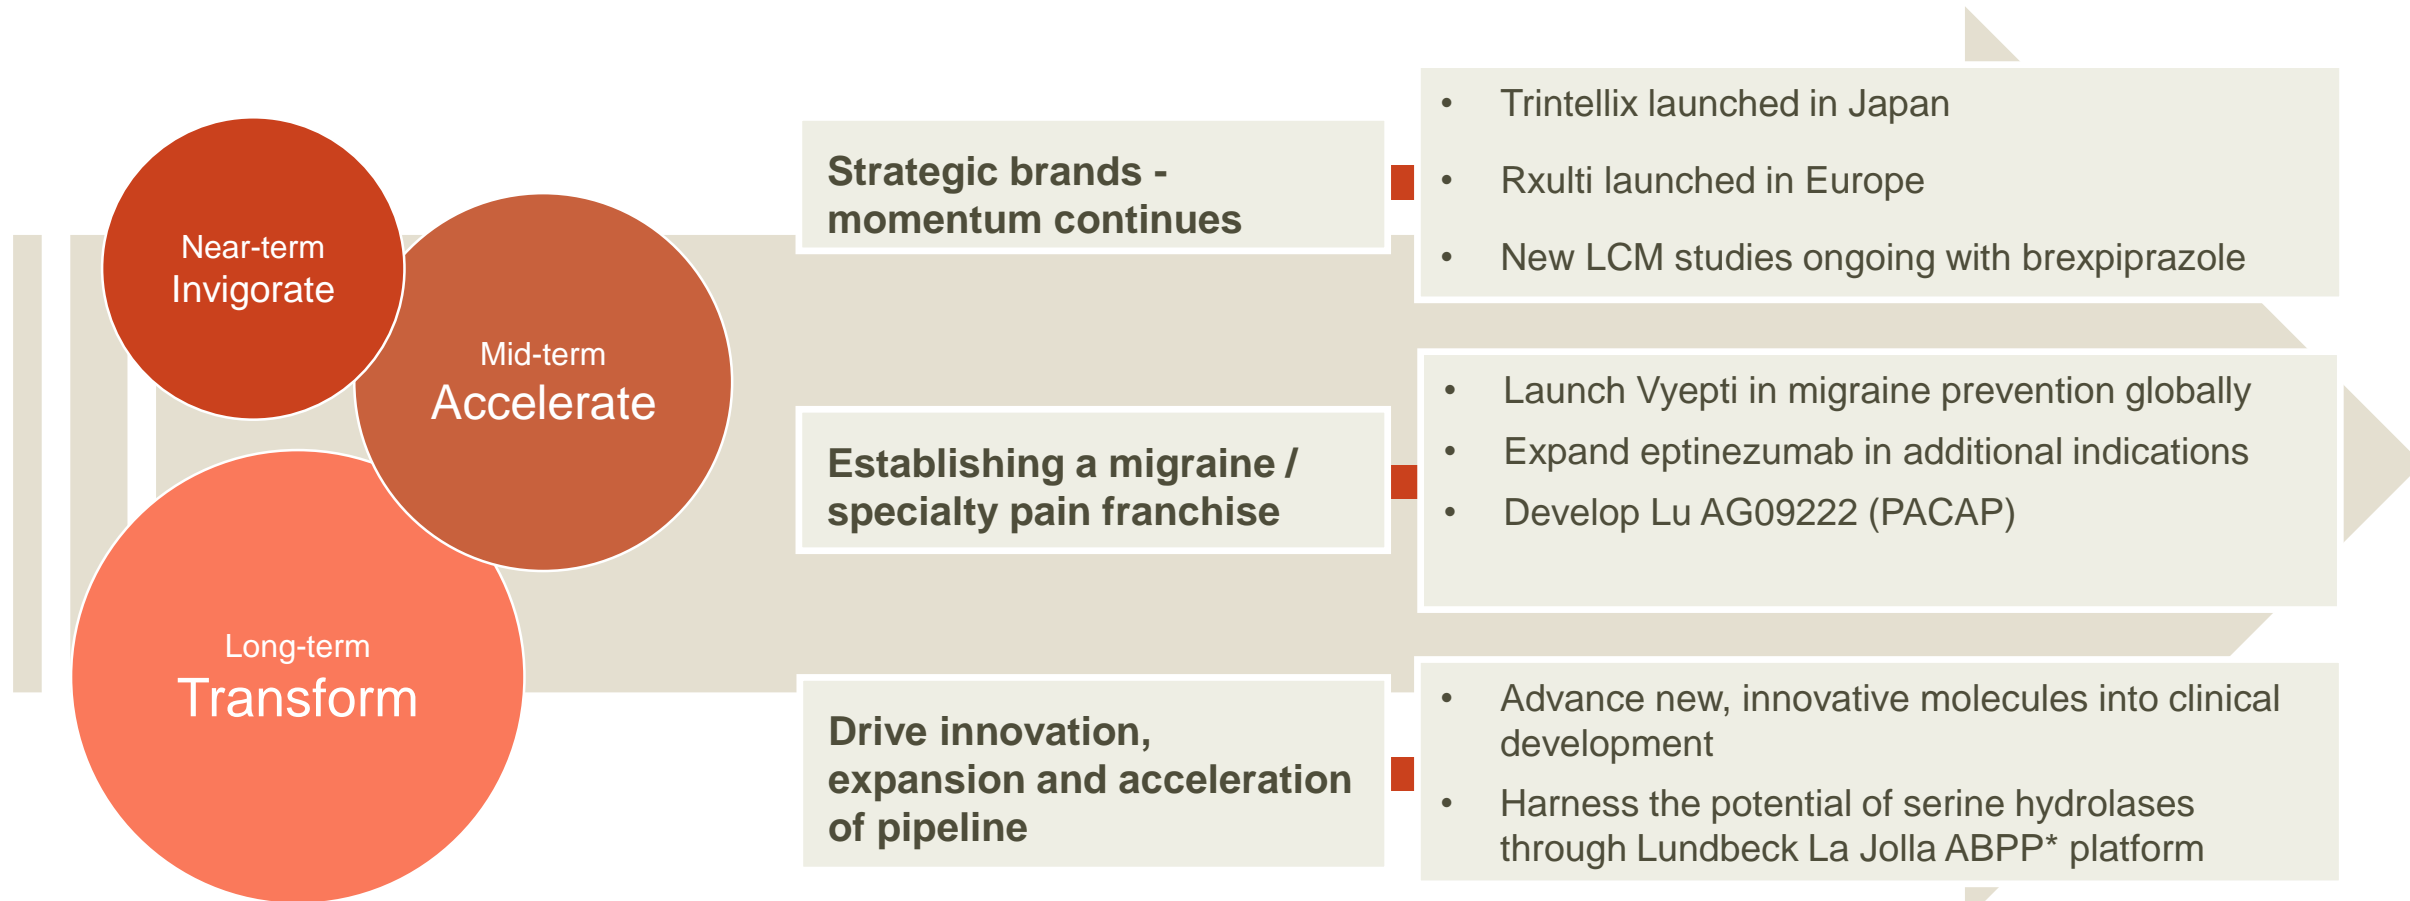 Near-term
Invigorate
Mid-term
Accelerate
Long-term
Transform
Strategic brands -
momentum continues
• Trintellix launched in Japan
• Rxulti launched in Europe
• New LCM studies ongoing with brexpiprazole
Establishing a migraine /
specialty pain franchise
• Launch Vyepti in migraine prevention globally
• Expand eptinezumab in additional indications
• Develop Lu AG09222 (PACAP)
Drive innovation,
expansion and acceleration
of pipeline
• Advance new, innovative molecules into clinical
development
• Harness the potential of serine hydrolases
through Lundbeck La Jolla ABPP* platform